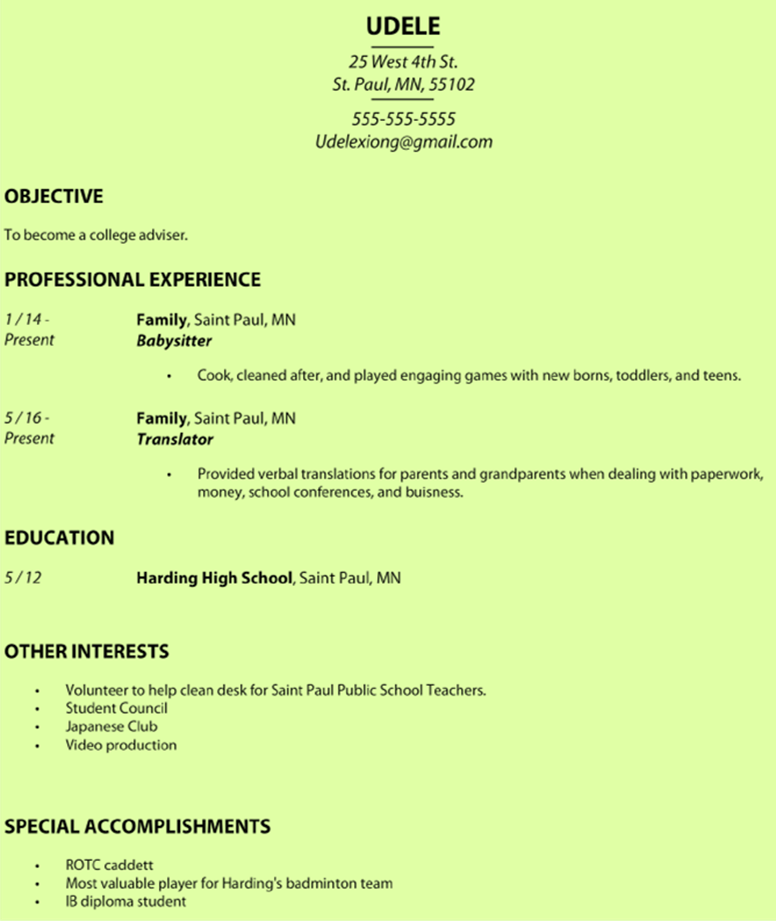 UDELE
25 West 4th St.
St. Paul, MN, 55102
555-555-5555
Udelexiong@gmail.com
OBJECTIVE
To become a college adviser.
PROFESSIONAL EXPERIENCE
1 / 14 - Family, Saint Paul, MN
Present Babysitter
• Cook, cleaned after, and played engaging games with new borns, toddlers, and teens.
5 / 16 - Family, Saint Paul, MN
Present Translator
• Provided verbal translations for parents and grandparents when dealing with paperwork,
money, school conferences, and buisness.
EDUCATION
5 / 12 Harding High School, Saint Paul, MN
OTHER INTERESTS
• Volunteer to help clean desk for Saint Paul Public School Teachers.
• Student Council
• Japanese Club
• Video production
SPECIAL ACCOMPLISHMENTS
• ROTC caddett
• Most valuable player for Harding's badminton team
• IB diploma student